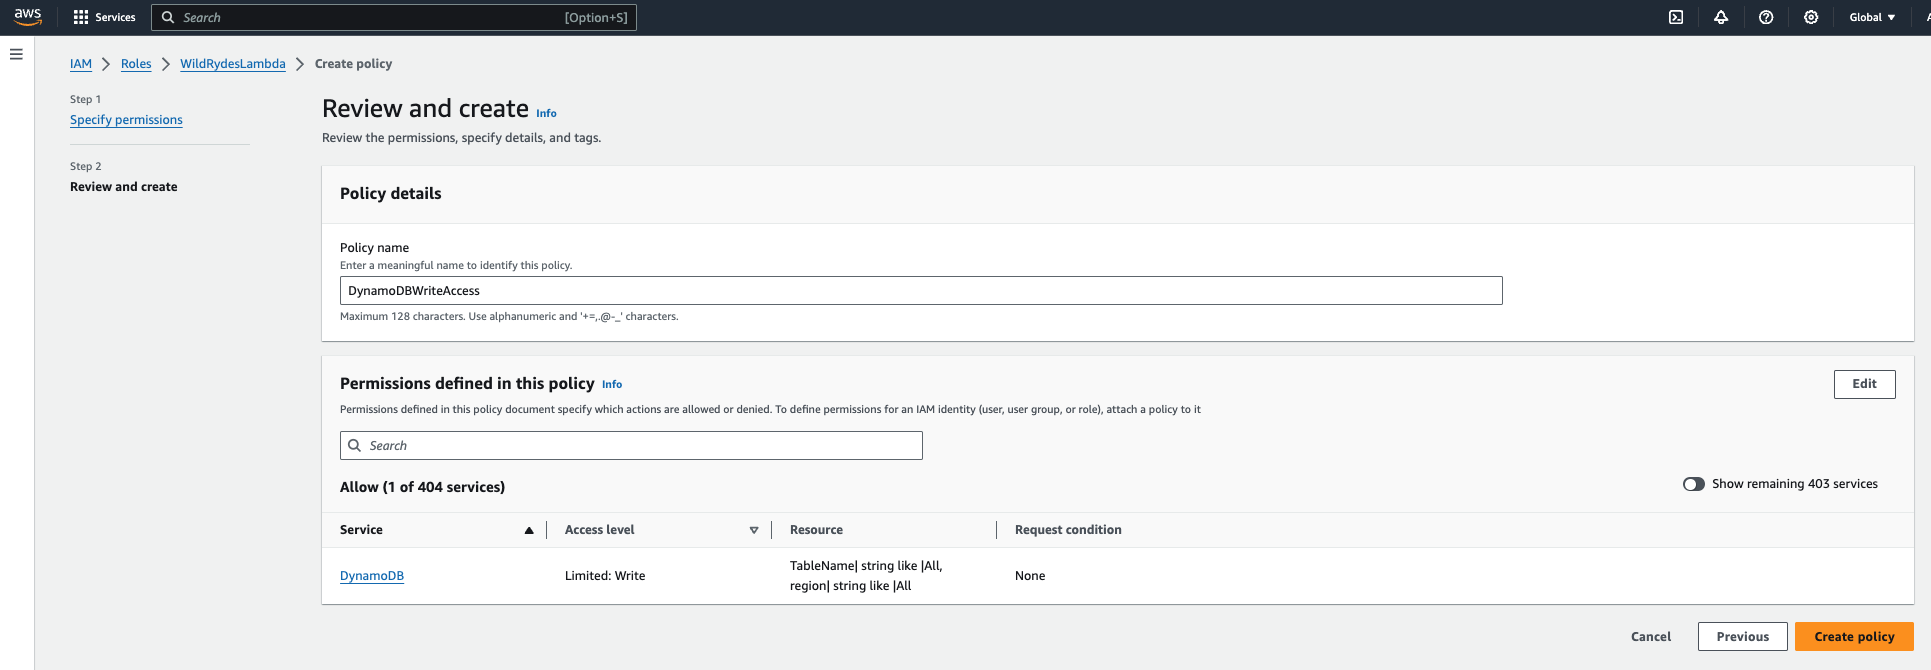 aws
Services
Search
[Option+S]
Global
IAM
Roles
WildRydesLambda
Create policy
Step 1
Specify permissions
Step 2
Review and create
Review and create Info
Review the permissions, specify details, and tags.
Policy details
Policy name
Enter a meaningful name to identify this policy.
DynamoDBWriteAccess
Maximum 128 characters. Use alphanumeric and '+=,.@-_' characters.
Permissions defined in this policy Info
Edit
Permissions defined in this policy document specify which actions are allowed or denied. To define permissions for an IAM identity (user, user group, or role), attach a policy to it
Search
Allow (1 of 404 services)
Show remaining 403 services
Service
Access level
Resource
Request condition
DynamoDB
Limited: Write
TableName| string like |All,
region| string like |All
None
Cancel
Previous
Create policy